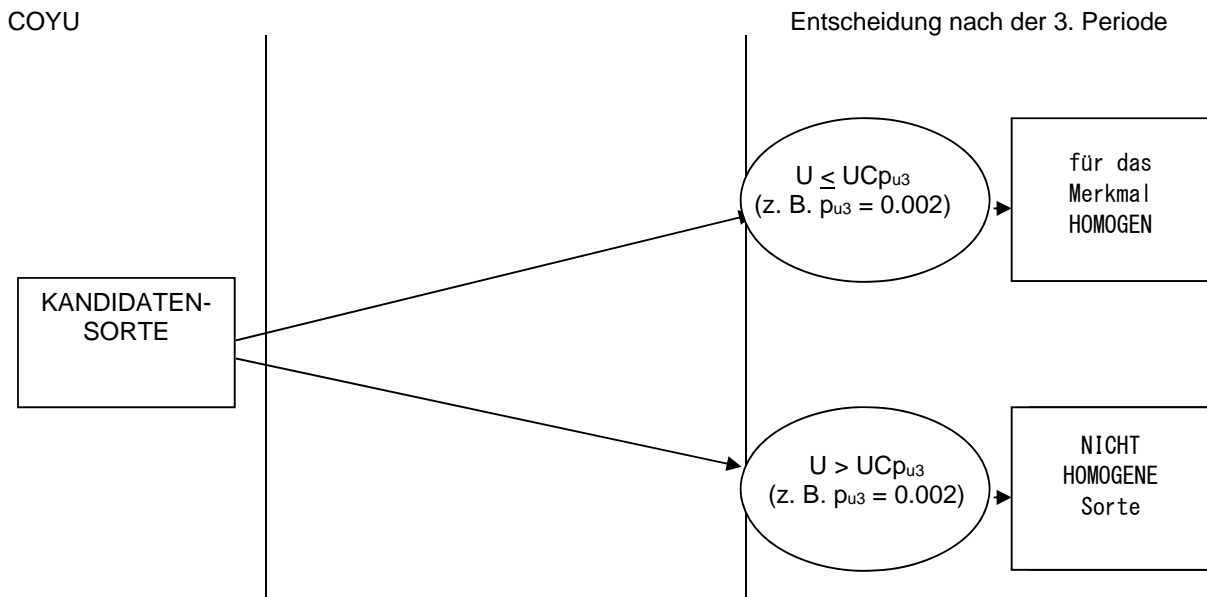 COYU
Entscheidung nach der 3. Periode
U ≤ UCpu3
(z. B. pu3 = 0.002)
für das
Merkmal
HOMOGEN
KANDIDATEN-
SORTE
U > UCpu3
(z. B. pu3 = 0.002)
NICHT
HOMOGENE
Sorte